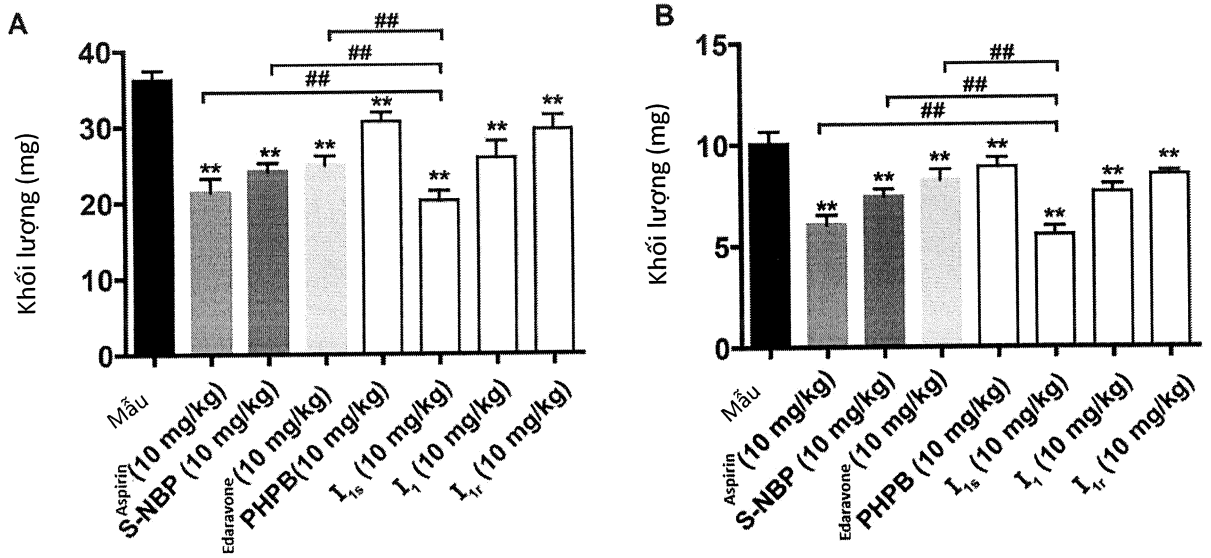 A
Khối lượng (mg)
40
30
20
10
0
##
##
##
**
**
**
**
**
**
**
Mẫu
Aspirin (10 mg/kg)
S-NBP (10 mg/kg)
Edaravone (10 mg/kg)
PHPB(10 mg/kg)
I1s (10 mg/kg)
I1 (10 mg/kg)
I1r (10 mg/kg)
B
Khối lượng (mg)
15
10
5
0
##
##
##
**
**
**
**
**
**
**
Mẫu
Aspirin (10 mg/kg)
S-NBP (10 mg/kg)
Edaravone (10 mg/kg)
PHPB (10 mg/kg)
I1s (10 mg/kg)
I1 (10 mg/kg)
I1r (10 mg/kg)